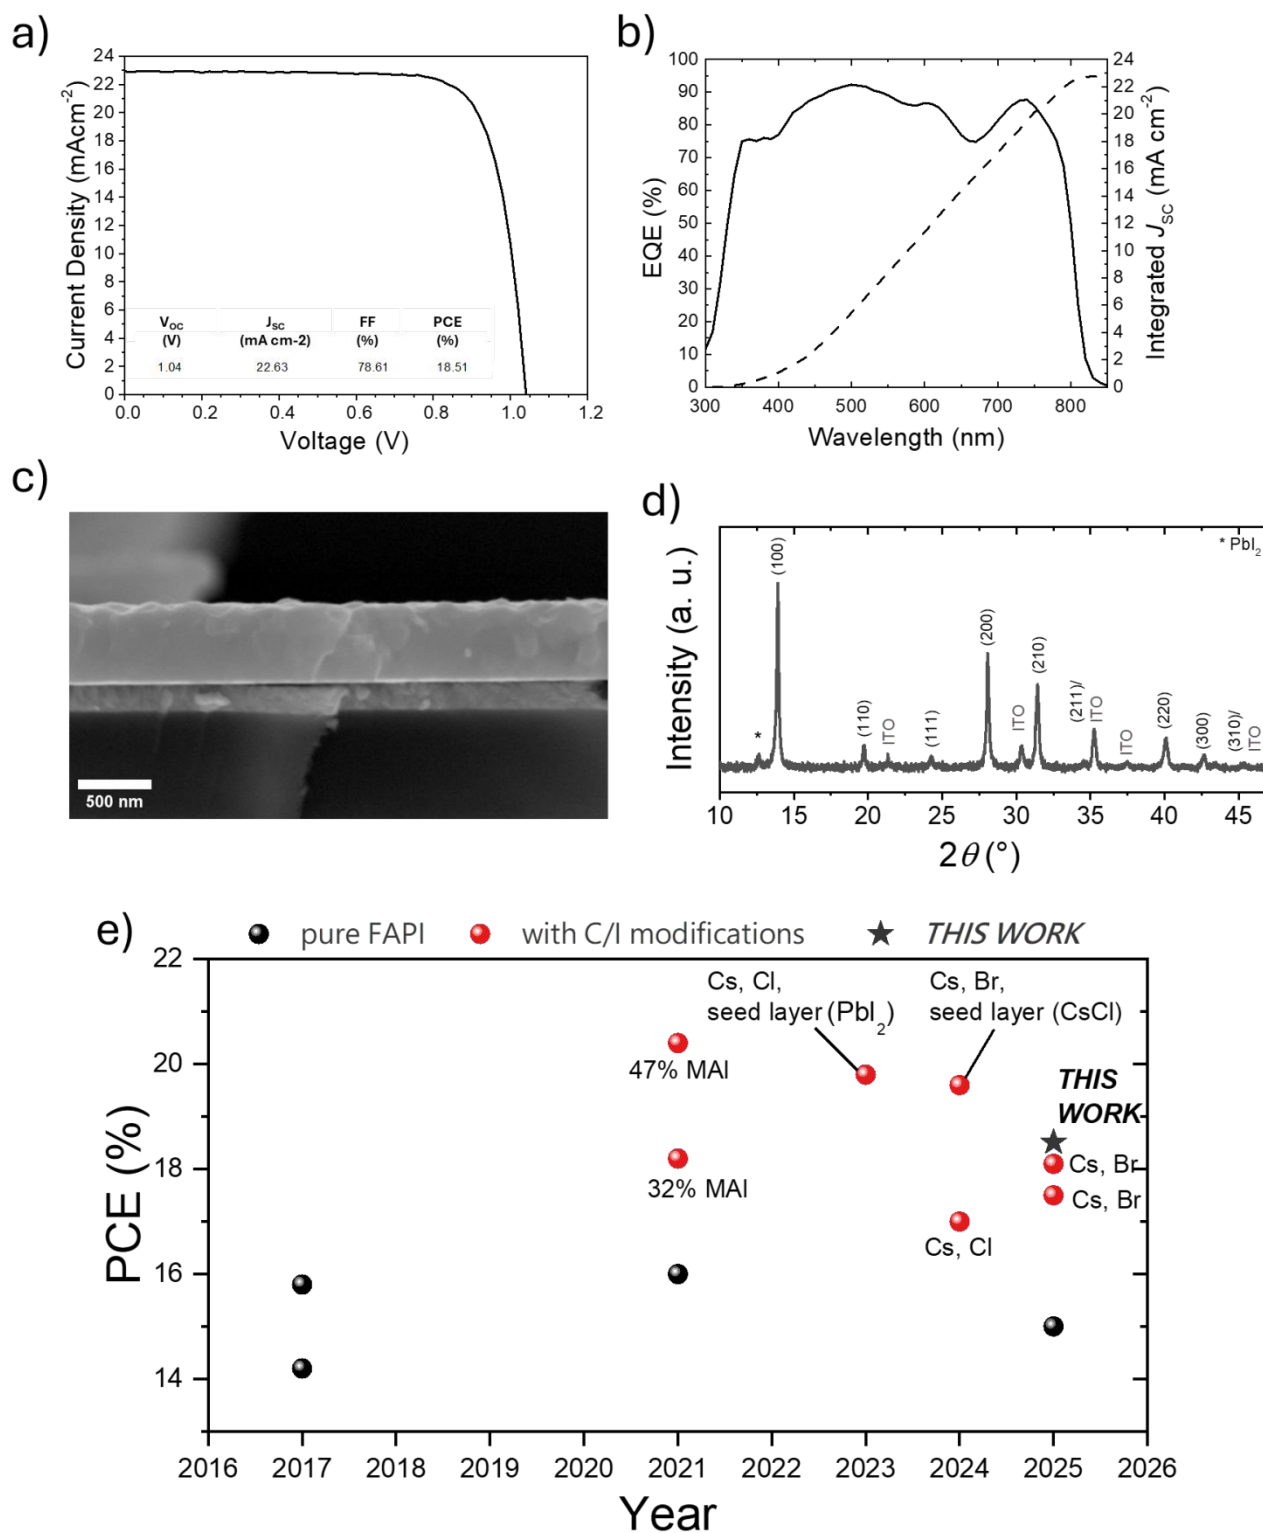 a)
24
22
20
18
16
14
12
10
8
6
4
2
0
Current Density (mAcm-2)
V_OC J_SC FF PCE
(V) (mA cm-2) (%) (%)
1.04 22.63 78.61 18.51
0.0 0.2 0.4 0.6 0.8 1.0 1.2
Voltage (V)
b)
100
90
80
70
60
50
40
30
20
10
0
EQE (%)
24
22
20
18
16
14
12
10
8
6
4
2
0
Integrated J_SC (mA cm-2)
300 400 500 600 700 800
Wavelength (nm)
c)
500 nm
d)
* PbI2
Intensity (a. u.)
*
(100)
(110)
ITO
(111)
(200)
ITO
(210)
(211)/
ITO
ITO
(220)
(300)
(310)/
ITO
10 15 20 25 30 35 40 45
2θ (°)
e)
pure FAPI with C/I modifications THIS WORK
22
20
18
16
14
PCE (%)
47% MAI
32% MAI
Cs, Cl,
seed layer (PbI2)
Cs, Br,
seed layer (CsCl)
Cs, Cl
THIS
WORK
Cs, Br
Cs, Br
2016 2017 2018 2019 2020 2021 2022 2023 2024 2025 2026
Year